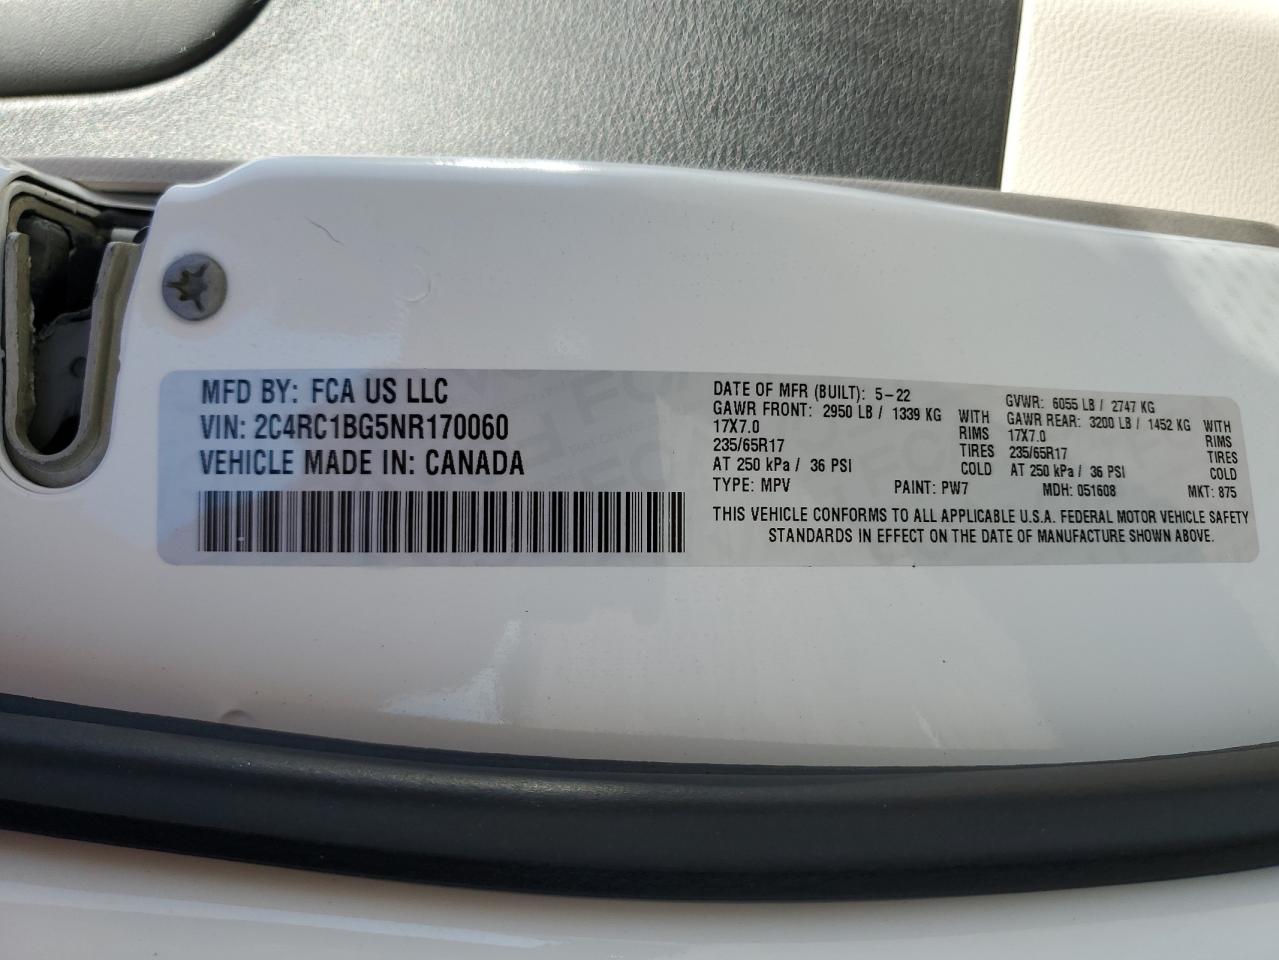 MFD BY: FCA US LLC
VIN: 2C4RC1BG5NR170060
VEHICLE MADE IN: CANADA
DATE OF MFR (BUILT): 5-22
GAWR FRONT: 2950 LB / 1339 KG WITH
17X7.0 RIMS
235/65R17 TIRES
AT 250 kPa / 36 PSI COLD
GVWR: 6055 LB / 2747 KG
GAWR REAR: 3200 LB / 1452 KG WITH
17X7.0 RIMS
235/65R17 TIRES
AT 250 kPa / 36 PSI COLD
TYPE: MPV PAINT: PW7 MDH: 051608 MKT: 875
THIS VEHICLE CONFORMS TO ALL APPLICABLE U.S.A. FEDERAL MOTOR VEHICLE SAFETY
STANDARDS IN EFFECT ON THE DATE OF MANUFACTURE SHOWN ABOVE.